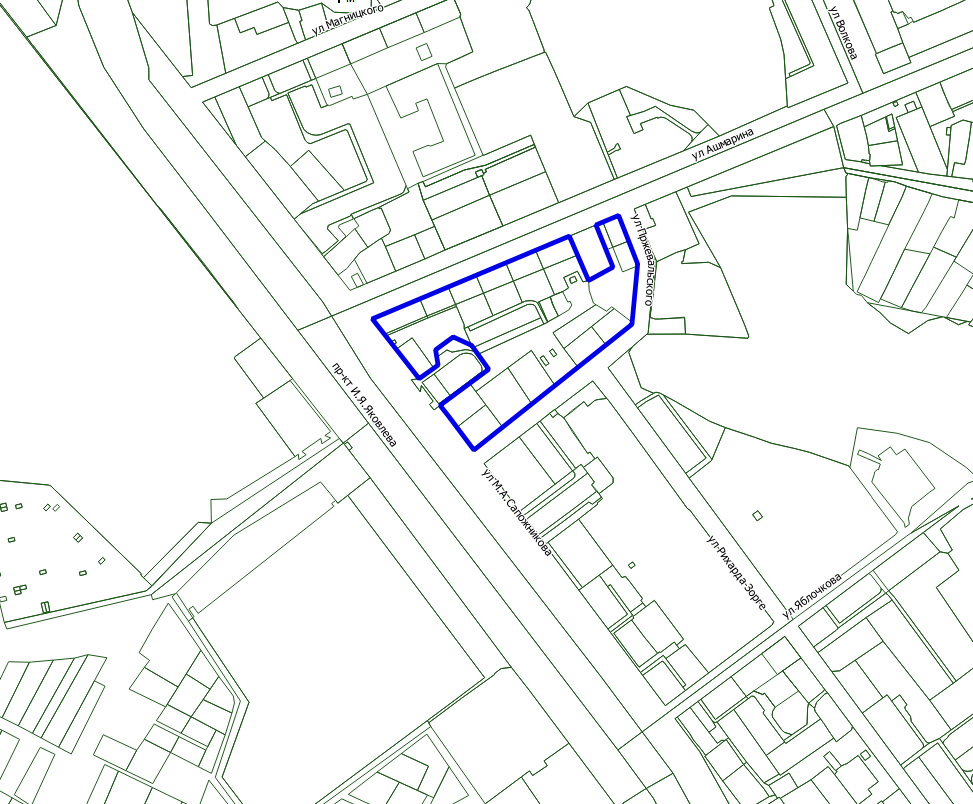 ул Магницкого
ул Волкова
ул Ашмарина
ул Пржевальского
пр-кт И.Я.Яковлева
ул М.А.Сапожникова
ул Рихарда Зорге
ул.Яблочкова